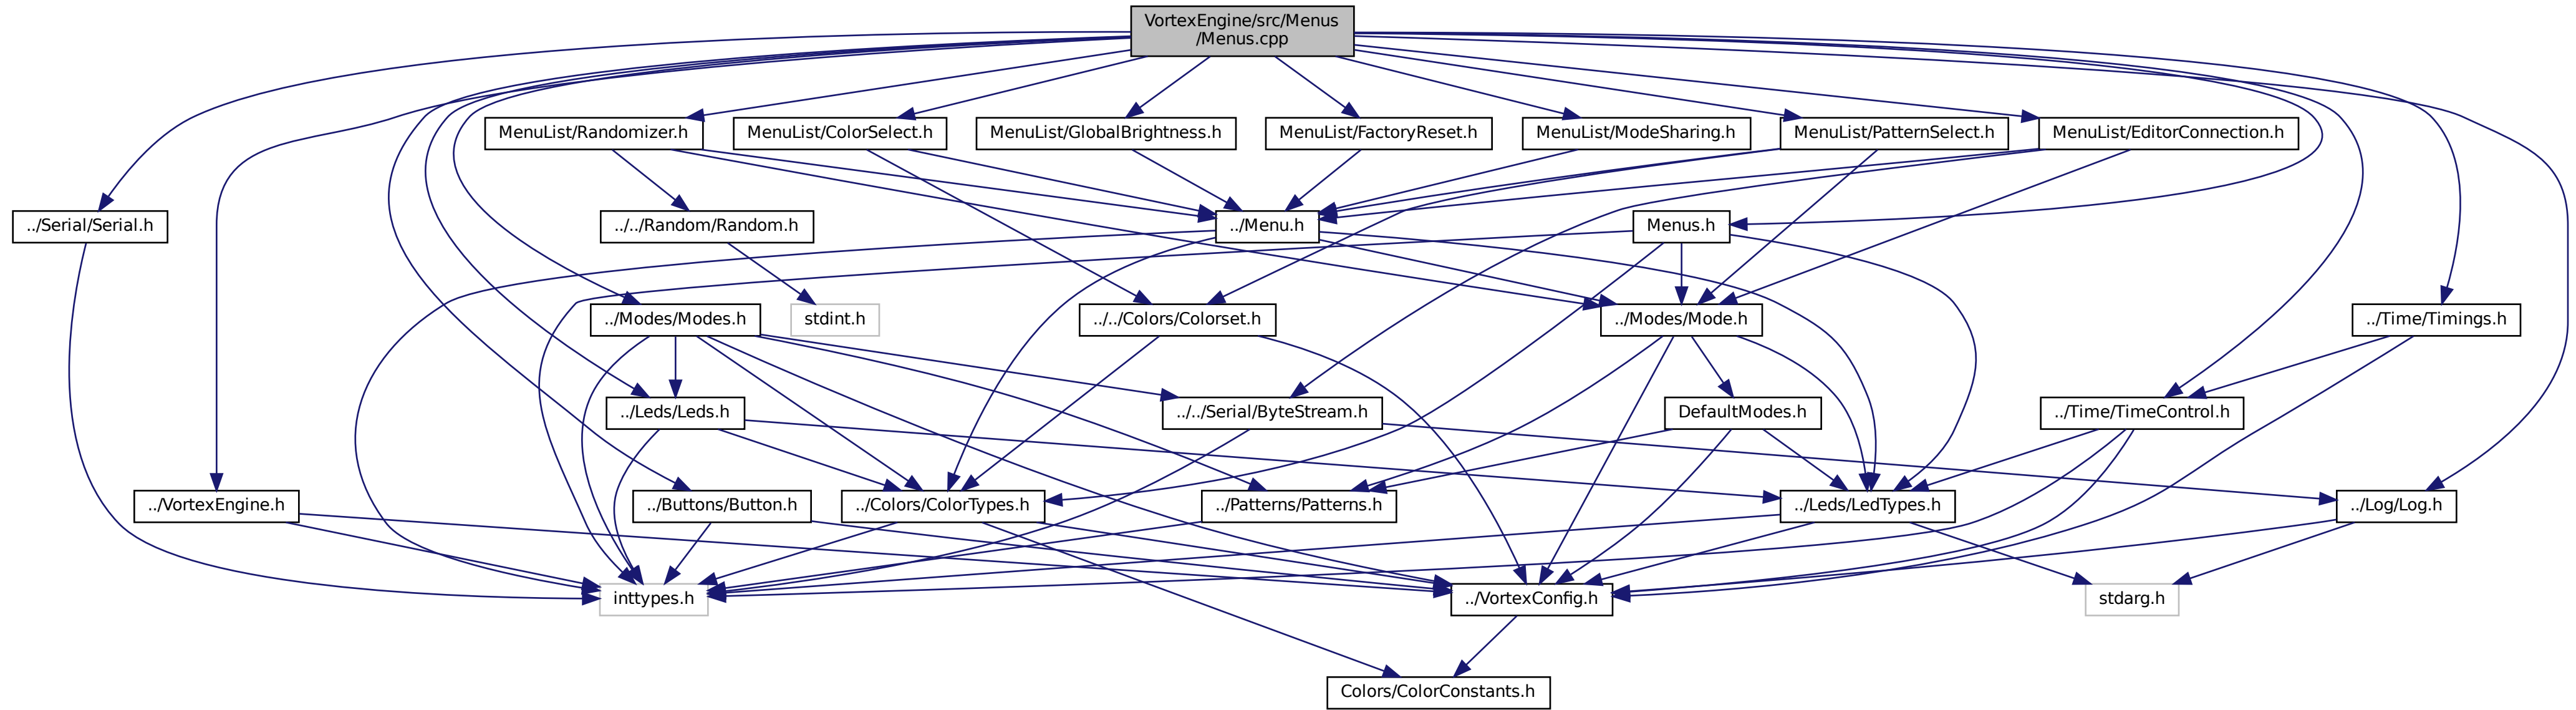 VortexEngine/src/Menus
/Menus.cpp
MenuList/Randomizer.h
MenuList/ColorSelect.h
MenuList/GlobalBrightness.h
MenuList/FactoryReset.h
MenuList/ModeSharing.h
MenuList/PatternSelect.h
MenuList/EditorConnection.h
../Serial/Serial.h
../../Random/Random.h
../Menu.h
Menus.h
../Modes/Modes.h
stdint.h
../../Colors/Colorset.h
../Modes/Mode.h
../Time/Timings.h
../Leds/Leds.h
../../Serial/ByteStream.h
DefaultModes.h
../Time/TimeControl.h
../VortexEngine.h
../Buttons/Button.h
../Colors/ColorTypes.h
../Patterns/Patterns.h
../Leds/LedTypes.h
../Log/Log.h
inttypes.h
../VortexConfig.h
stdarg.h
Colors/ColorConstants.h